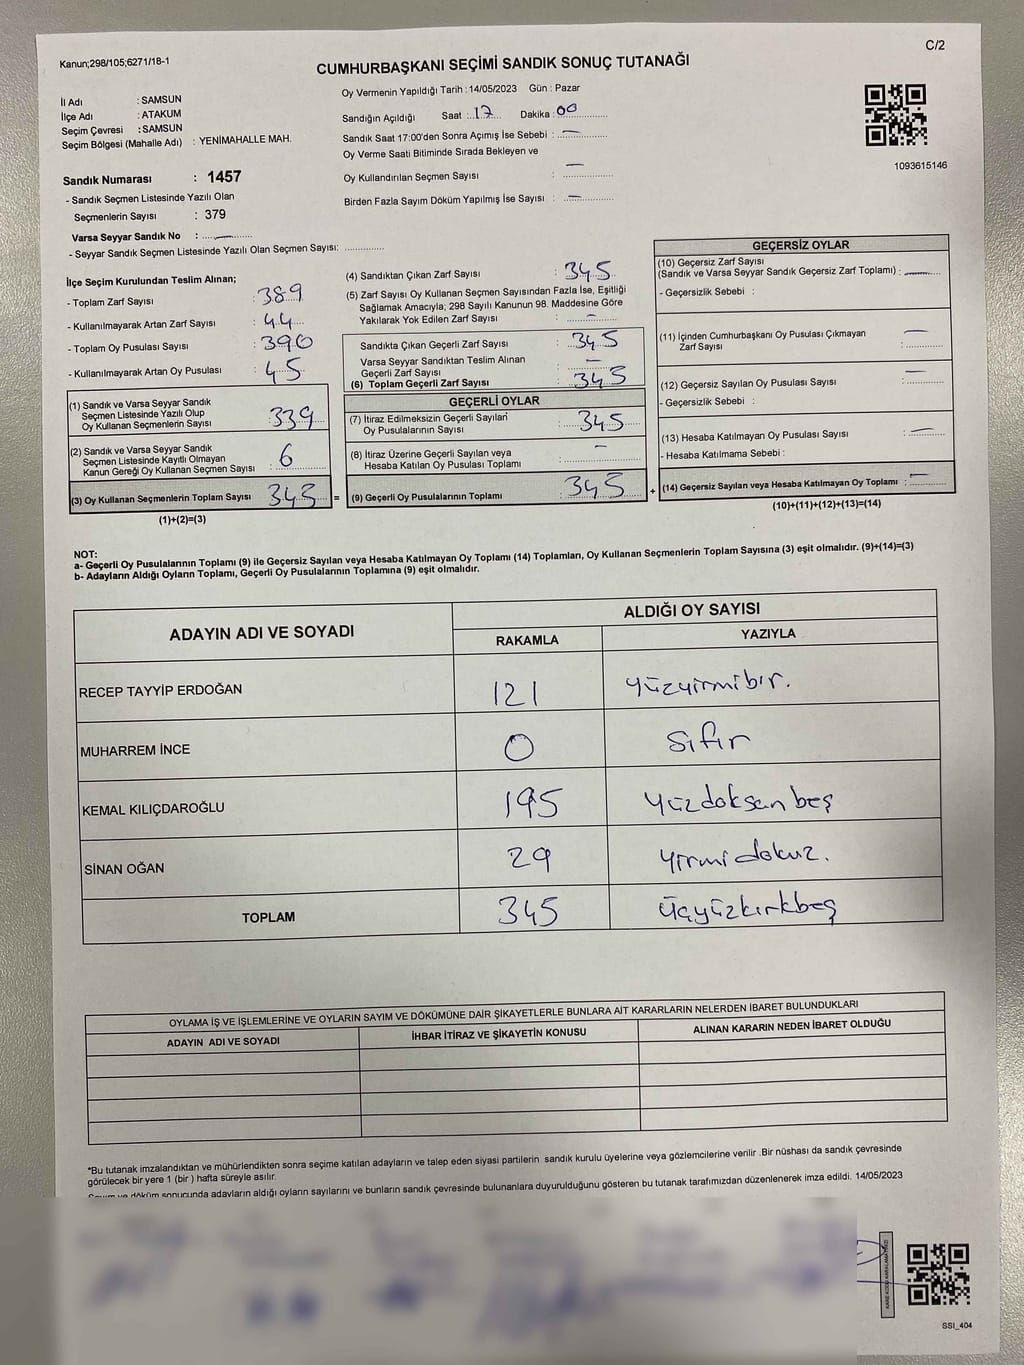 Kanun;298/105;6271/18-1
C/2
CUMHURBAŞKANI SEÇİMİ SANDIK SONUÇ TUTANAĞI
İl Adı : SAMSUN
İlçe Adı : ATAKUM
Seçim Çevresi : SAMSUN
Seçim Bölgesi (Mahalle Adı) : YENİMAHALLE MAH.
Sandık Numarası : 1457
- Sandık Seçmen Listesinde Yazılı Olan
Seçmenlerin Sayısı : 379
Varsa Seyyar Sandık No : —
- Seyyar Sandık Seçmen Listesinde Yazılı Olan Seçmen Sayısı: ..............
Oy Vermenin Yapıldığı Tarih : 14/05/2023 Gün : Pazar
Sandığın Açıldığı Saat : 17 Dakika : 00
Sandık Saat 17:00'den Sonra Açımış İse Sebebi : —
Oy Verme Saati Bitiminde Sırada Bekleyen ve
Oy Kullandırılan Seçmen Sayısı : —
Birden Fazla Sayım Döküm Yapılmış İse Sayısı : —
1093615146
İlçe Seçim Kurulundan Teslim Alınan;
- Toplam Zarf Sayısı : 389
- Kullanılmayarak Artan Zarf Sayısı : 44
- Toplam Oy Pusulası Sayısı : 390
- Kullanılmayarak Artan Oy Pusulası : 45
(1) Sandık ve Varsa Seyyar Sandık
Seçmen Listesinde Yazılı Olup
Oy Kullanan Seçmenlerin Sayısı : 339
(2) Sandık ve Varsa Seyyar Sandık
Seçmen Listesinde Kayıtlı Olmayan
Kanun Gereği Oy Kullanan Seçmen Sayısı : 6
(3) Oy Kullanan Seçmenlerin Toplam Sayısı : 345 =
(1)+(2)=(3)
(4) Sandıktan Çıkan Zarf Sayısı : 345
(5) Zarf Sayısı Oy Kullanan Seçmen Sayısından Fazla İse, Eşitliği
Sağlamak Amacıyla; 298 Sayılı Kanunun 98. Maddesine Göre
Yakılarak Yok Edilen Zarf Sayısı : —
Sandıkta Çıkan Geçerli Zarf Sayısı : 345
Varsa Seyyar Sandıktan Teslim Alınan
Geçerli Zarf Sayısı : —
(6) Toplam Geçerli Zarf Sayısı : 345
GEÇERLİ OYLAR
(7) İtiraz Edilmeksizin Geçerli Sayılan
Oy Pusulalarının Sayısı : 345
(8) İtiraz Üzerine Geçerli Sayılan veya
Hesaba Katılan Oy Pusulası Toplamı : —
(9) Geçerli Oy Pusulalarının Toplamı : 345 +
GEÇERSİZ OYLAR
(10) Geçersiz Zarf Sayısı
(Sandık ve Varsa Seyyar Sandık Geçersiz Zarf Toplamı) : —
- Geçersizlik Sebebi :
(11) İçinden Cumhurbaşkanı Oy Pusulası Çıkmayan
Zarf Sayısı : —
(12) Geçersiz Sayılan Oy Pusulası Sayısı : —
- Geçersizlik Sebebi :
(13) Hesaba Katılmayan Oy Pusulası Sayısı : —
- Hesaba Katılmama Sebebi :
(14) Geçersiz Sayılan veya Hesaba Katılmayan Oy Toplamı : —
(10)+(11)+(12)+(13)=(14)
NOT:
a- Geçerli Oy Pusulalarının Toplamı (9) ile Geçersiz Sayılan veya Hesaba Katılmayan Oy Toplamı (14) Toplamları, Oy Kullanan Seçmenlerin Toplam Sayısına (3) eşit olmalıdır. (9)+(14)=(3)
b- Adayların Aldığı Oyların Toplamı, Geçerli Oy Pusulalarının Toplamına (9) eşit olmalıdır.
ADAYIN ADI VE SOYADI
ALDIĞI OY SAYISI
RAKAMLA YAZIYLA
RECEP TAYYİP ERDOĞAN 121 yüzyirmibir.
MUHARREM İNCE 0 sıfır
KEMAL KILIÇDAROĞLU 195 yüzdoksanbeş
SİNAN OĞAN 29 yirmidokuz.
TOPLAM 345 üçyüzkırkbeş
OYLAMA İŞ VE İŞLEMLERİNE VE OYLARIN SAYIM VE DÖKÜMÜNE DAİR ŞİKAYETLERLE BUNLARA AİT KARARLARIN NELERDEN İBARET BULUNDUKLARI
ADAYIN ADI VE SOYADI İHBAR İTİRAZ VE ŞİKAYETİN KONUSU ALINAN KARARIN NEDEN İBARET OLDUĞU
*Bu tutanak imzalandıktan ve mühürlendikten sonra seçime katılan adayların ve talep eden siyasi partilerin sandık kurulu üyelerine veya gözlemcilerine verilir .Bir nüshası da sandık çevresinde
görülecek bir yere 1 (bir ) hafta süreyle asılır.
Sayım ve döküm sonucunda adayların aldığı oyların sayılarını ve bunların sandık çevresinde bulunanlara duyurulduğunu gösteren bu tutanak tarafımızdan düzenlenerek imza edildi. 14/05/2023
SSI_404